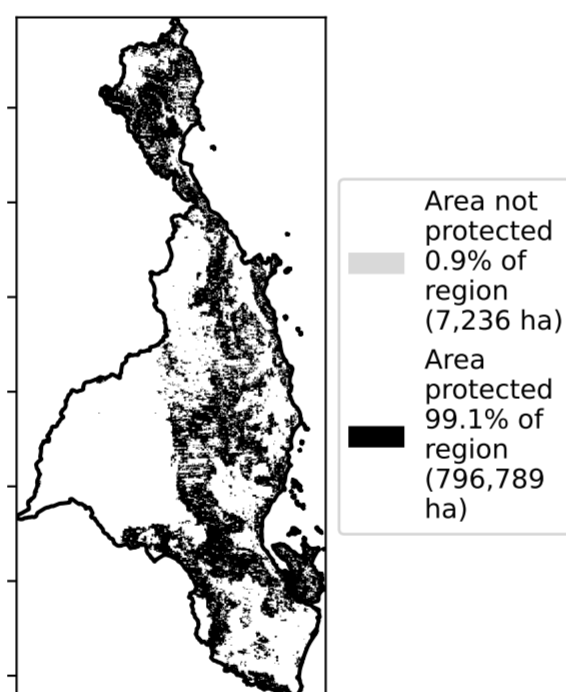 Area not
protected
0.9% of
region
(7,236 ha)
Area
protected
99.1% of
region
(796,789
ha)